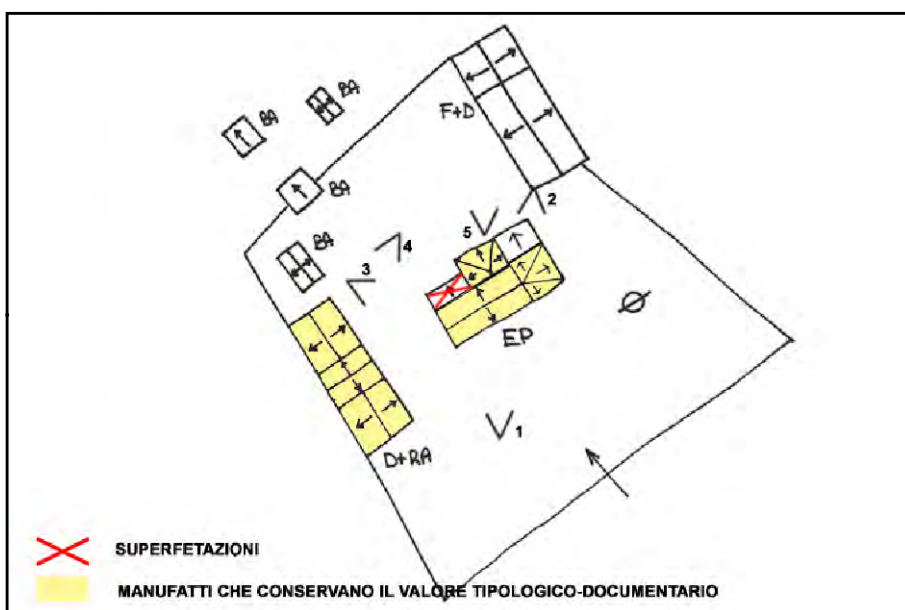 BA
BA
F+D
BA
2
5
BA
4
3
EP
1
D+RA
SUPERFETAZIONI
MANUFATTI CHE CONSERVANO IL VALORE TIPOLOGICO-DOCUMENTARIO